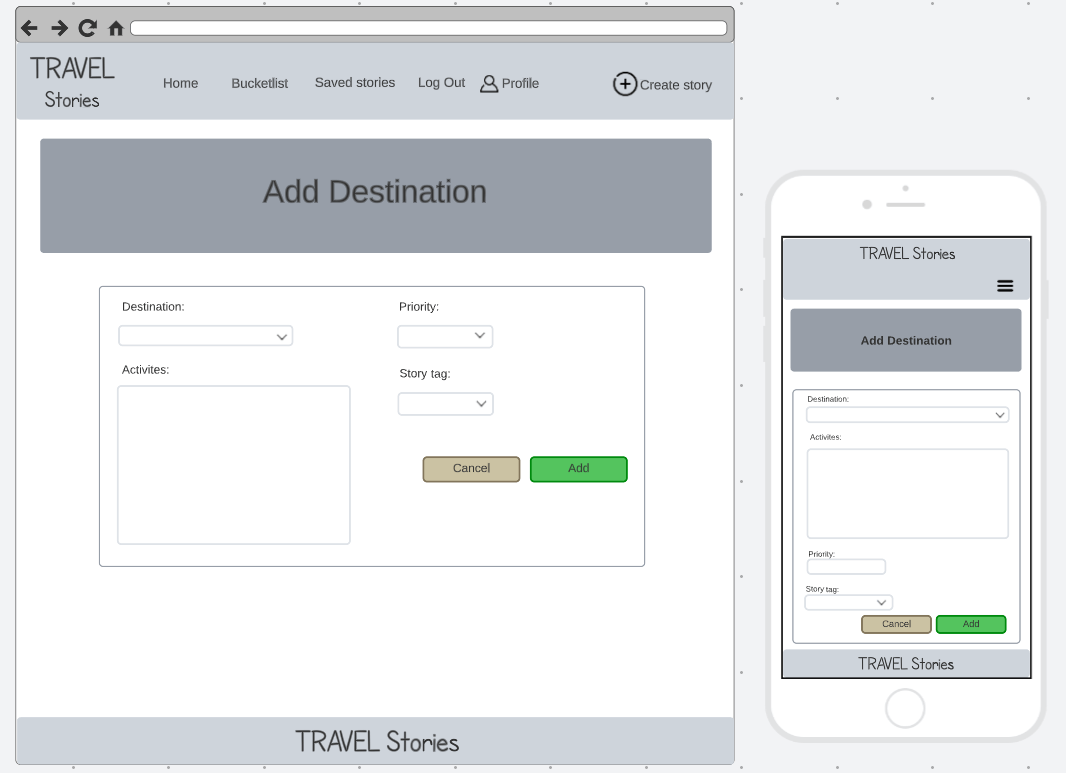 TRAVEL
Stories
Home Bucketlist Saved stories Log Out Profile Create story
Add Destination
Destination: Priority:
Activites: Story tag:
Cancel Add
TRAVEL Stories
TRAVEL Stories
Add Destination
Destination:
Activites:
Priority:
Story tag:
Cancel Add
TRAVEL Stories